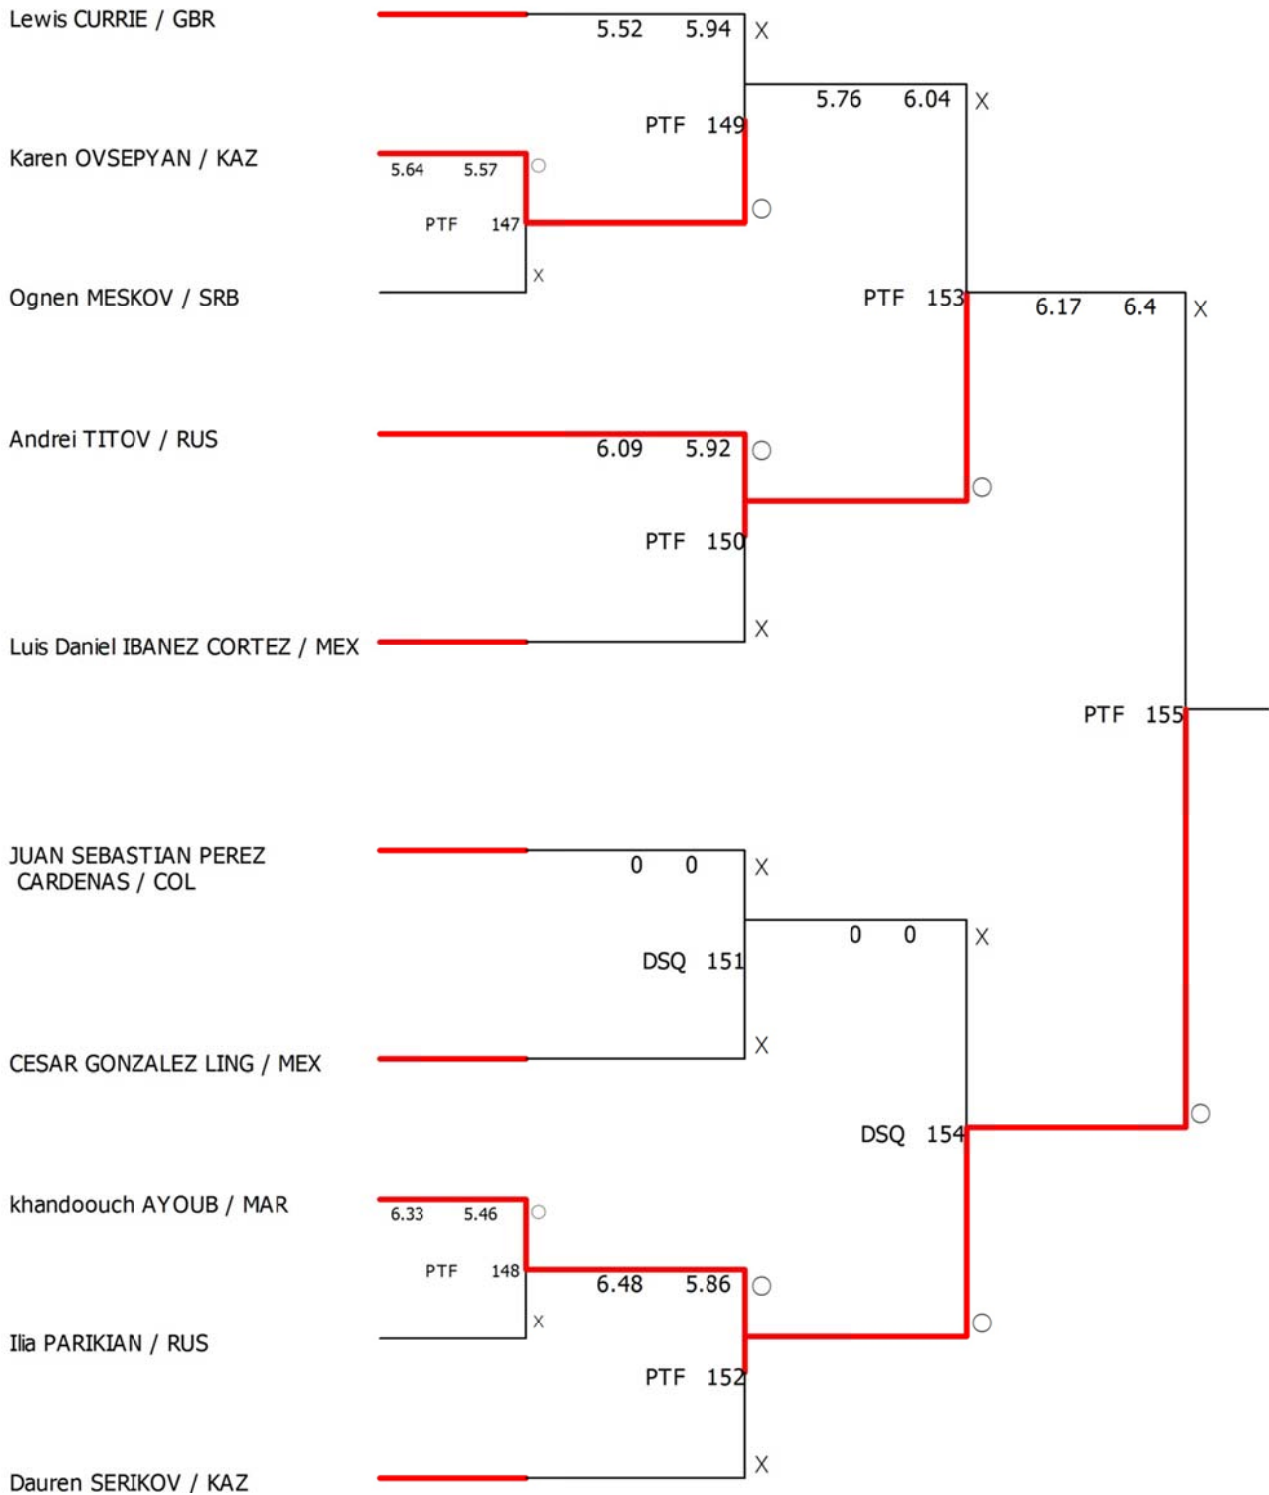 Lewis CURRIE / GBR
5.52 5.94 X
5.76 6.04 X
PTF 149
Karen OVSEPYAN / KAZ
5.64 5.57 ○
○
PTF 147
X
Ognen MESKOV / SRB
PTF 153
6.17 6.4 X
Andrei TITOV / RUS
6.09 5.92 ○
○
PTF 150
X
Luis Daniel IBANEZ CORTEZ / MEX
PTF 155
JUAN SEBASTIAN PEREZ
CARDENAS / COL
0 0 X
0 0 X
DSQ 151
X
CESAR GONZALEZ LING / MEX
○
DSQ 154
khandoouch AYOUB / MAR
6.33 5.46 ○
PTF 148
6.48 5.86 ○
X
○
Ilia PARIKIAN / RUS
PTF 152
X
Dauren SERIKOV / KAZ